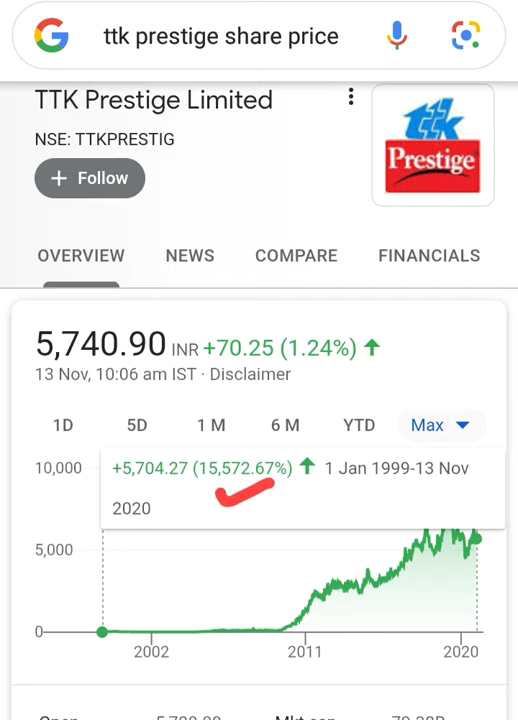 ttk prestige share price
TTK Prestige Limited
ttk
Prestige
NSE: TTKPRESTIG
+ Follow
OVERVIEW NEWS COMPARE FINANCIALS
5,740.90 INR +70.25 (1.24%) ↑
13 Nov, 10:06 am IST · Disclaimer
1D 5D 1 M 6 M YTD Max
+5,704.27 (15,572.67%) ↑ 1 Jan 1999-13 Nov
2020
10,000
5,000
0
2002 2011 2020